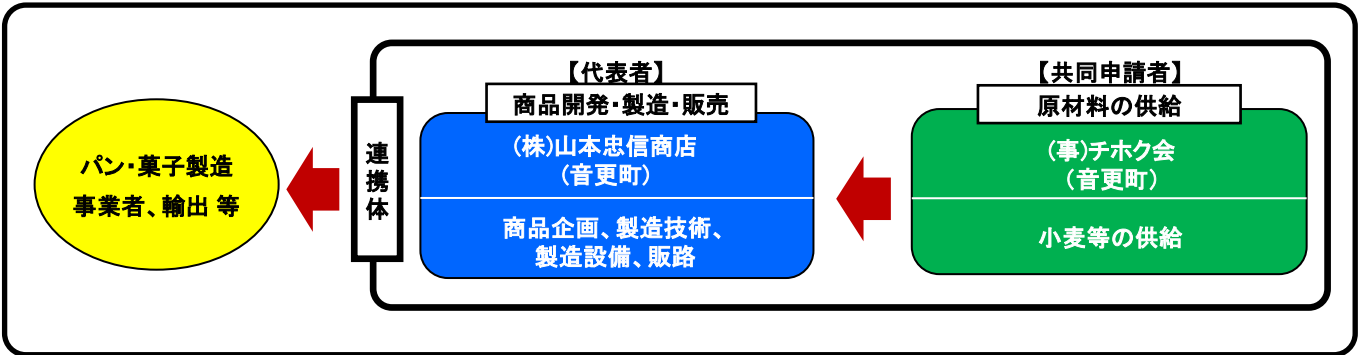 パン・菓子製造
事業者、輸出 等
連携体
【代表者】
商品開発・製造・販売
(株)山本忠信商店
(音更町)
商品企画、製造技術、
製造設備、販路
【共同申請者】
原材料の供給
(事)チホク会
(音更町)
小麦等の供給